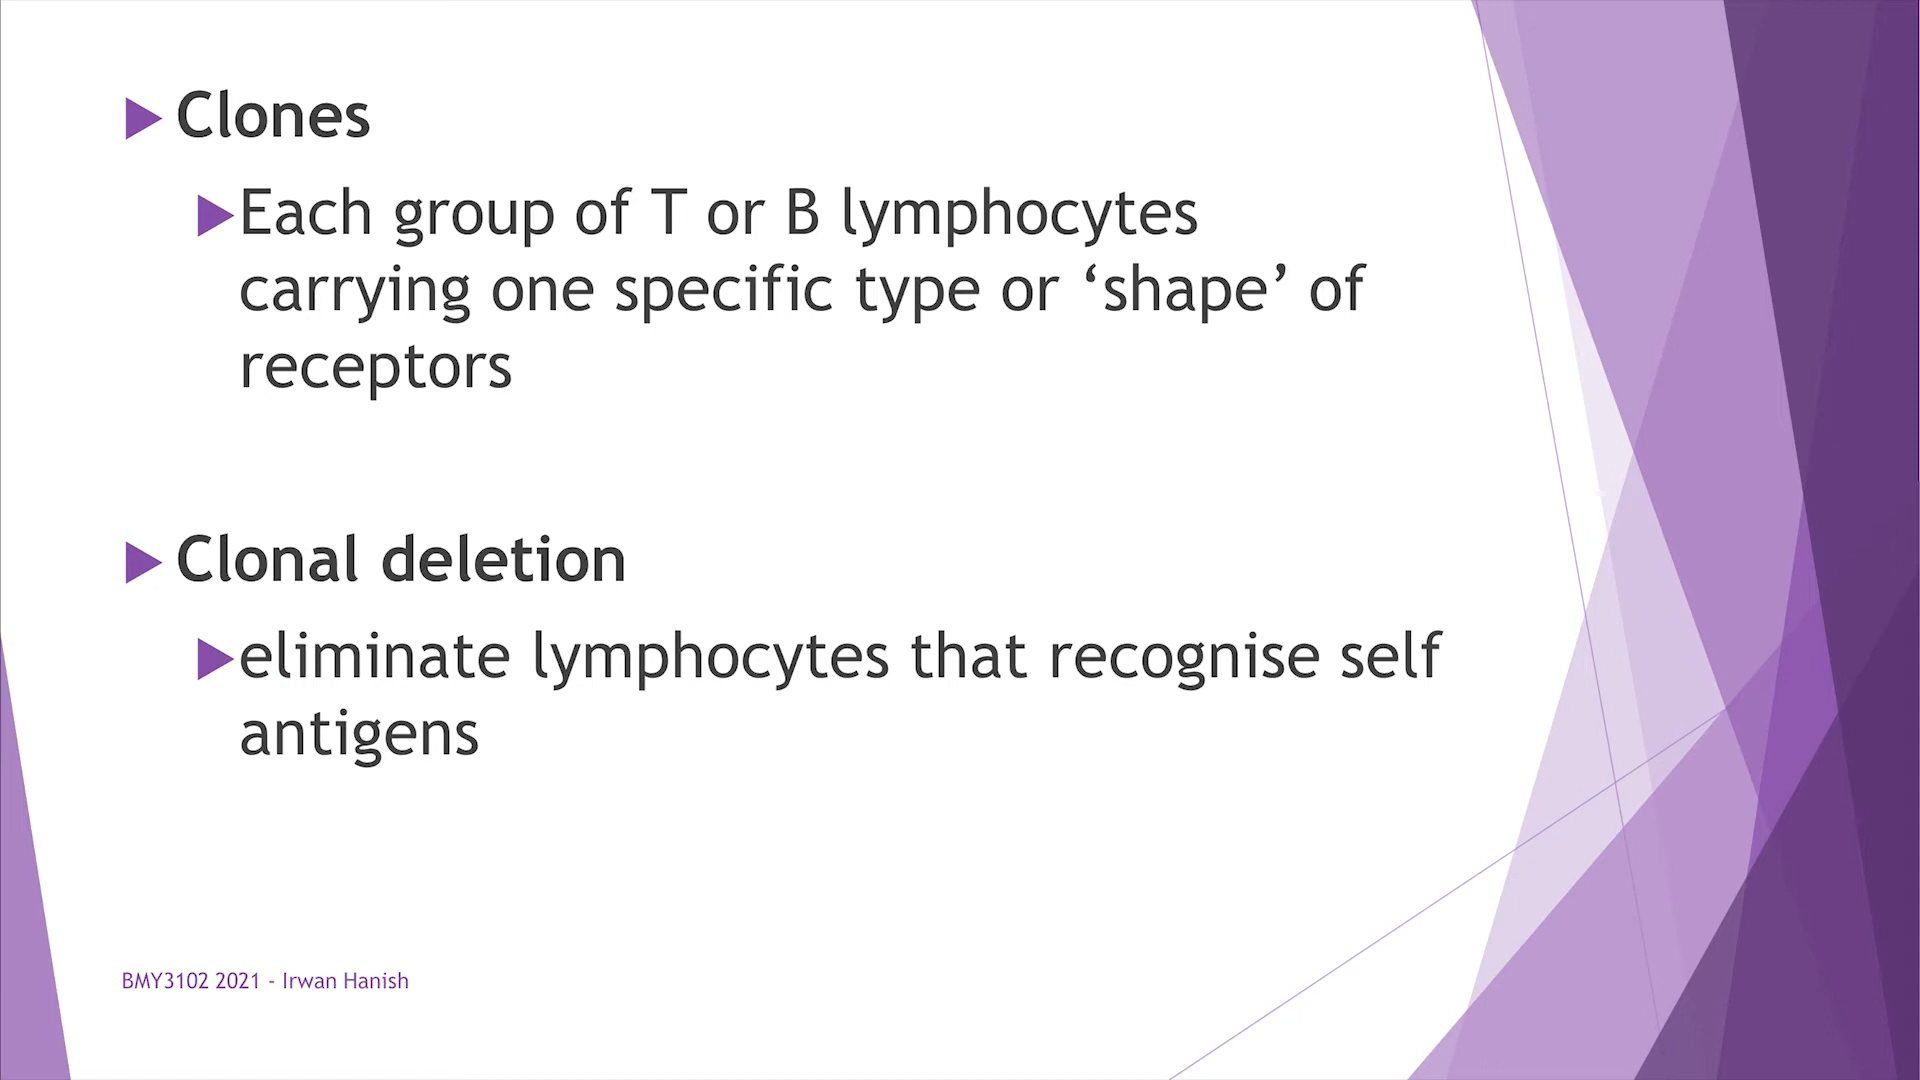 Clones
Each group of T or B lymphocytes
carrying one specific type or ‘shape’ of
receptors
Clonal deletion
eliminate lymphocytes that recognise self
antigens
BMY3102 2021 - Irwan Hanish